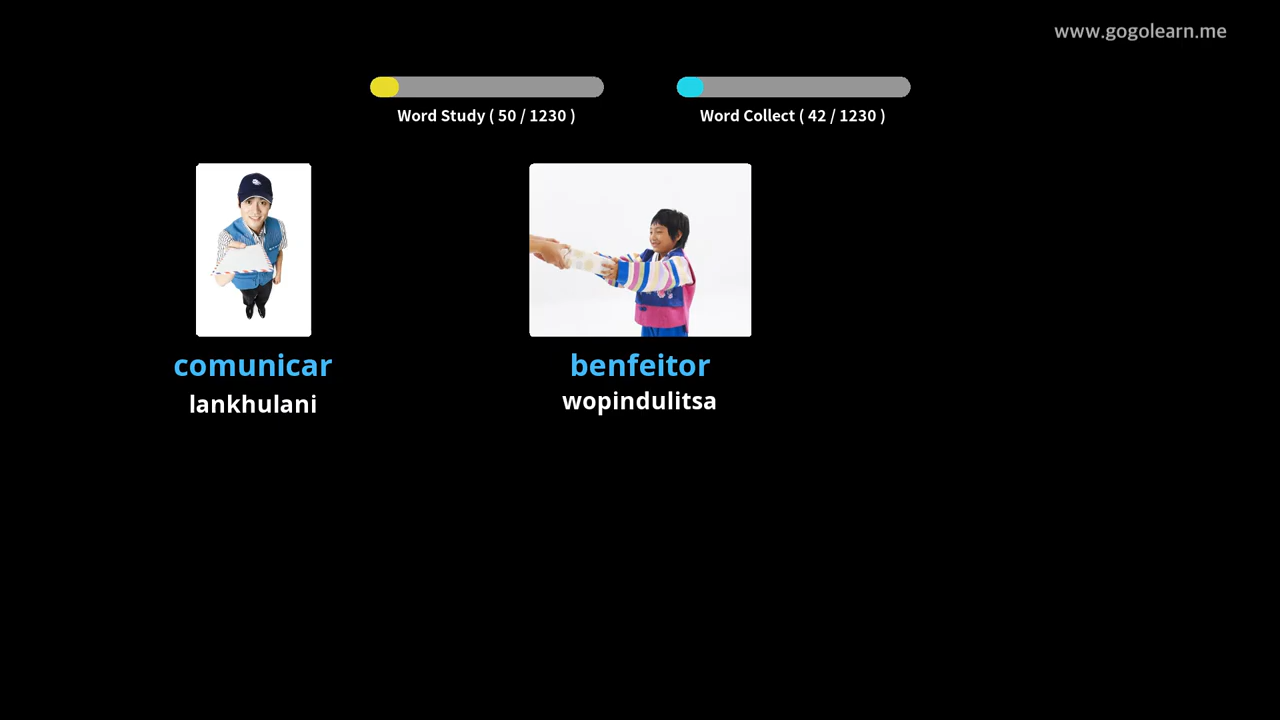 www.gogolearn.me
Word Study ( 50 / 1230 )
Word Collect ( 42 / 1230 )
comunicar
lankhulani
benfeitor
wopindulitsa